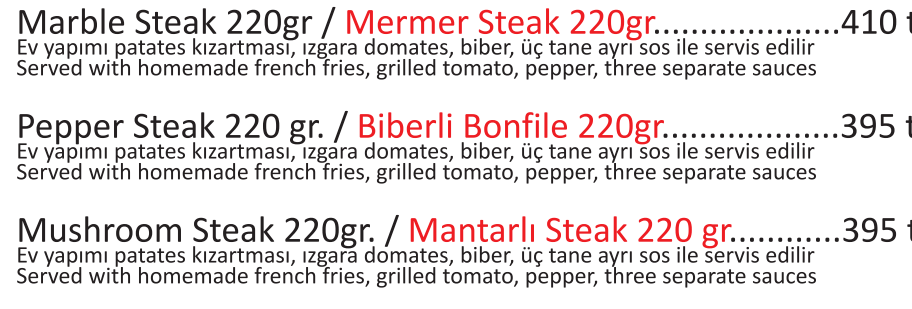 Marble Steak 220gr / Mermer Steak 220gr....................410 t
Ev yapımı patates kızartması, ızgara domates, biber, üç tane ayrı sos ile servis edilir
Served with homemade french fries, grilled tomato, pepper, three separate sauces
Pepper Steak 220 gr. / Biberli Bonfile 220gr...................395 t
Ev yapımı patates kızartması, ızgara domates, biber, üç tane ayrı sos ile servis edilir
Served with homemade french fries, grilled tomato, pepper, three separate sauces
Mushroom Steak 220gr. / Mantarlı Steak 220 gr............395 t
Ev yapımı patates kızartması, ızgara domates, biber, üç tane ayrı sos ile servis edilir
Served with homemade french fries, grilled tomato, pepper, three separate sauces